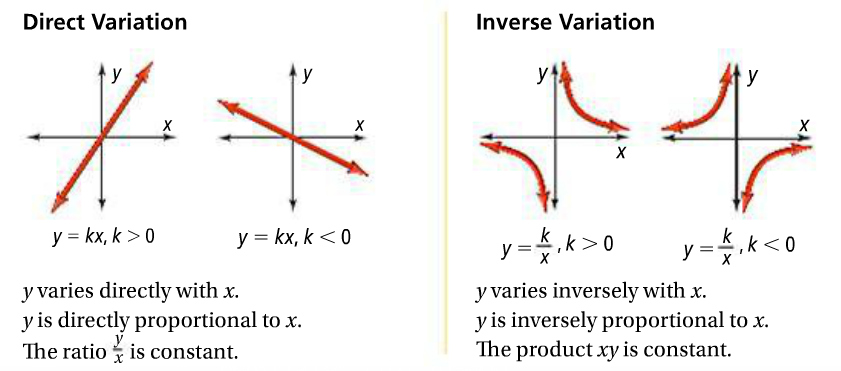 Direct Variation
y
x
y
x
y = kx, k > 0
y = kx, k < 0
y varies directly with x.
y is directly proportional to x.
The ratio y/x is constant.
Inverse Variation
y
x
y
x
y = k/x, k > 0
y = k/x, k < 0
y varies inversely with x.
y is inversely proportional to x.
The product xy is constant.